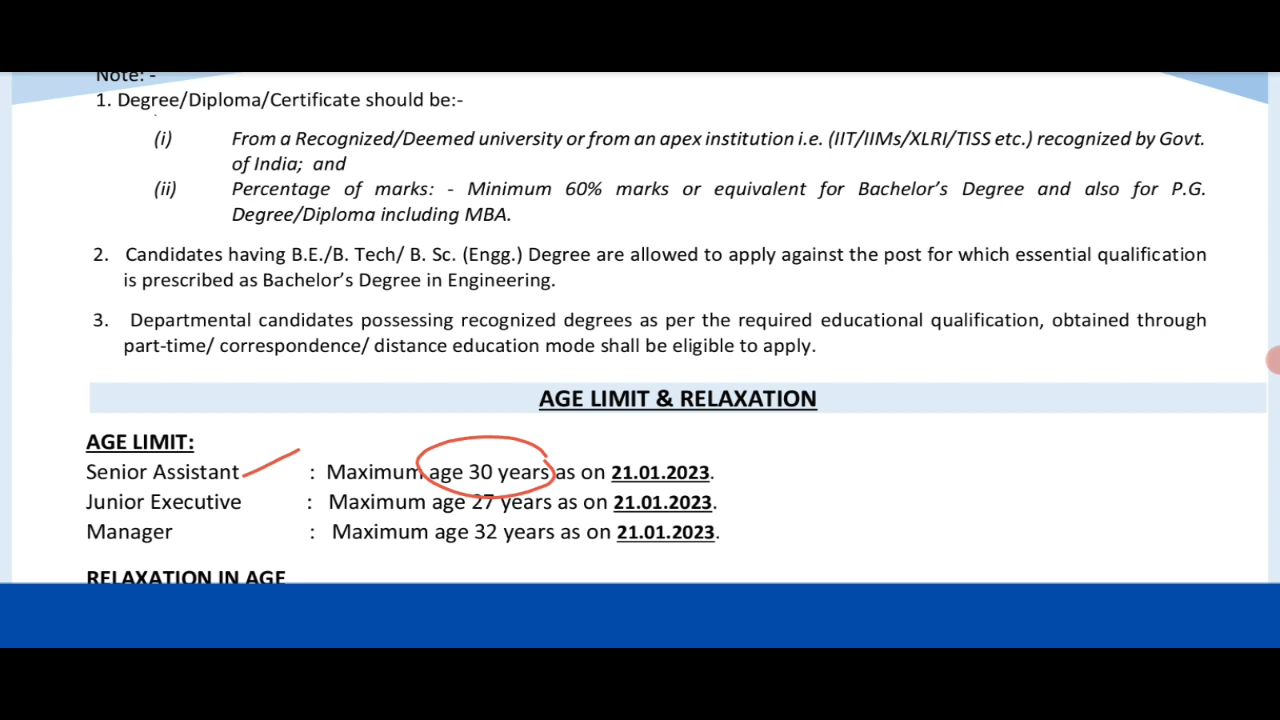 Note: -
1. Degree/Diploma/Certificate should be:-
(i) From a Recognized/Deemed university or from an apex institution i.e. (IIT/IIMs/XLRI/TISS etc.) recognized by Govt.
of India; and
(ii) Percentage of marks: - Minimum 60% marks or equivalent for Bachelor's Degree and also for P.G.
Degree/Diploma including MBA.
2. Candidates having B.E./B. Tech/ B. Sc. (Engg.) Degree are allowed to apply against the post for which essential qualification
is prescribed as Bachelor's Degree in Engineering.
3. Departmental candidates possessing recognized degrees as per the required educational qualification, obtained through
part-time/ correspondence/ distance education mode shall be eligible to apply.
AGE LIMIT & RELAXATION
AGE LIMIT:
Senior Assistant : Maximum age 30 years as on 21.01.2023.
Junior Executive : Maximum age 27 years as on 21.01.2023.
Manager : Maximum age 32 years as on 21.01.2023.
RELAXATION IN AGE